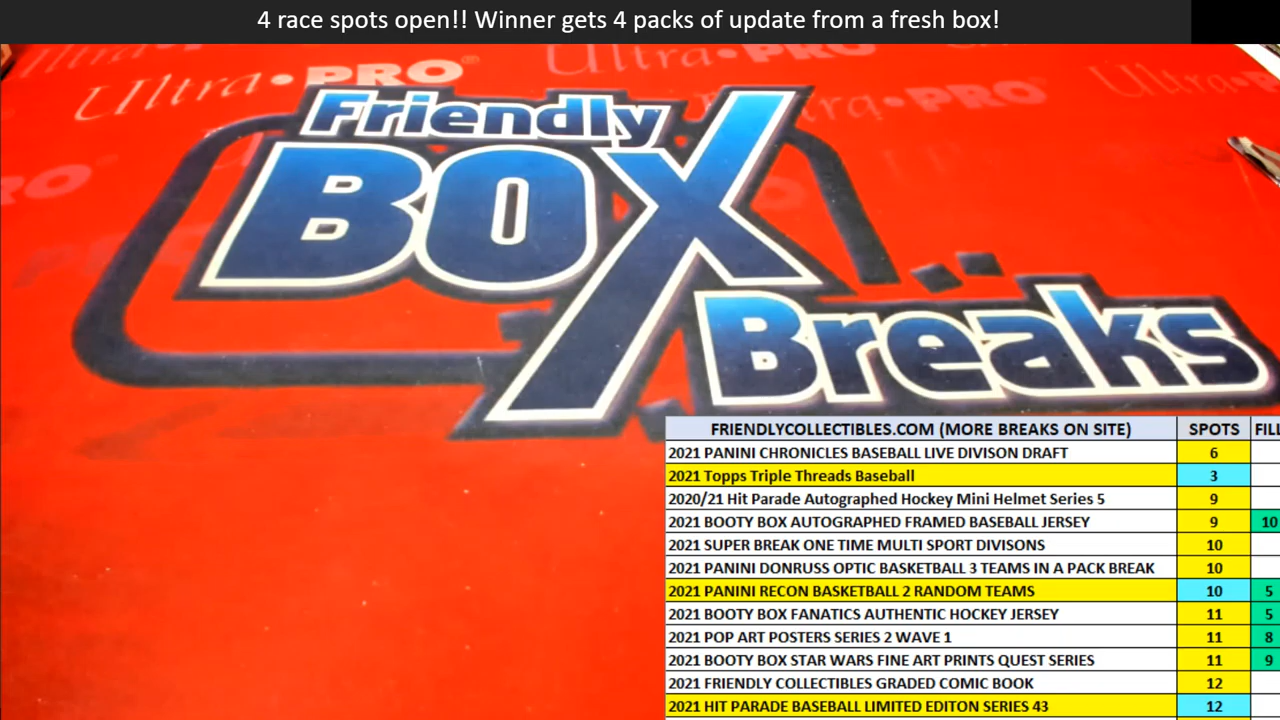 4 race spots open!! Winner gets 4 packs of update from a fresh box!
Ultra PRO
Ultra PRO
Ultra PRO
Friendly
BOX
Breaks
FRIENDLYCOLLECTIBLES.COM (MORE BREAKS ON SITE) SPOTS FILL
2021 PANINI CHRONICLES BASEBALL LIVE DIVISON DRAFT 6
2021 Topps Triple Threads Baseball 3
2020/21 Hit Parade Autographed Hockey Mini Helmet Series 5 9
2021 BOOTY BOX AUTOGRAPHED FRAMED BASEBALL JERSEY 9 10
2021 SUPER BREAK ONE TIME MULTI SPORT DIVISONS 10
2021 PANINI DONRUSS OPTIC BASKETBALL 3 TEAMS IN A PACK BREAK 10
2021 PANINI RECON BASKETBALL 2 RANDOM TEAMS 10 5
2021 BOOTY BOX FANATICS AUTHENTIC HOCKEY JERSEY 11 5
2021 POP ART POSTERS SERIES 2 WAVE 1 11 8
2021 BOOTY BOX STAR WARS FINE ART PRINTS QUEST SERIES 11 9
2021 FRIENDLY COLLECTIBLES GRADED COMIC BOOK 12
2021 HIT PARADE BASEBALL LIMITED EDITON SERIES 43 12